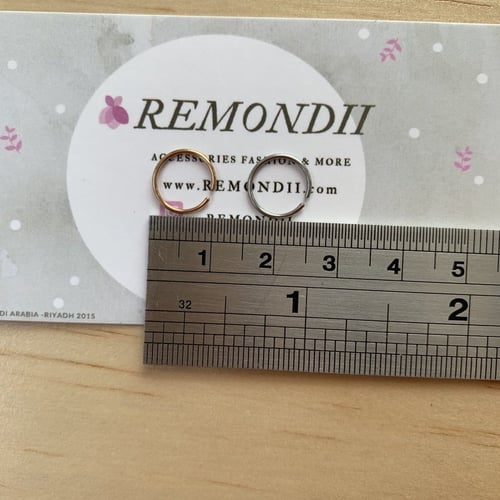 REMONDII
ACCESSORIES FASHION & MORE
www.REMONDII.com
REMONDII
1 2 3 4 5
32 1 2
DI ARABIA -RIYADH 2015